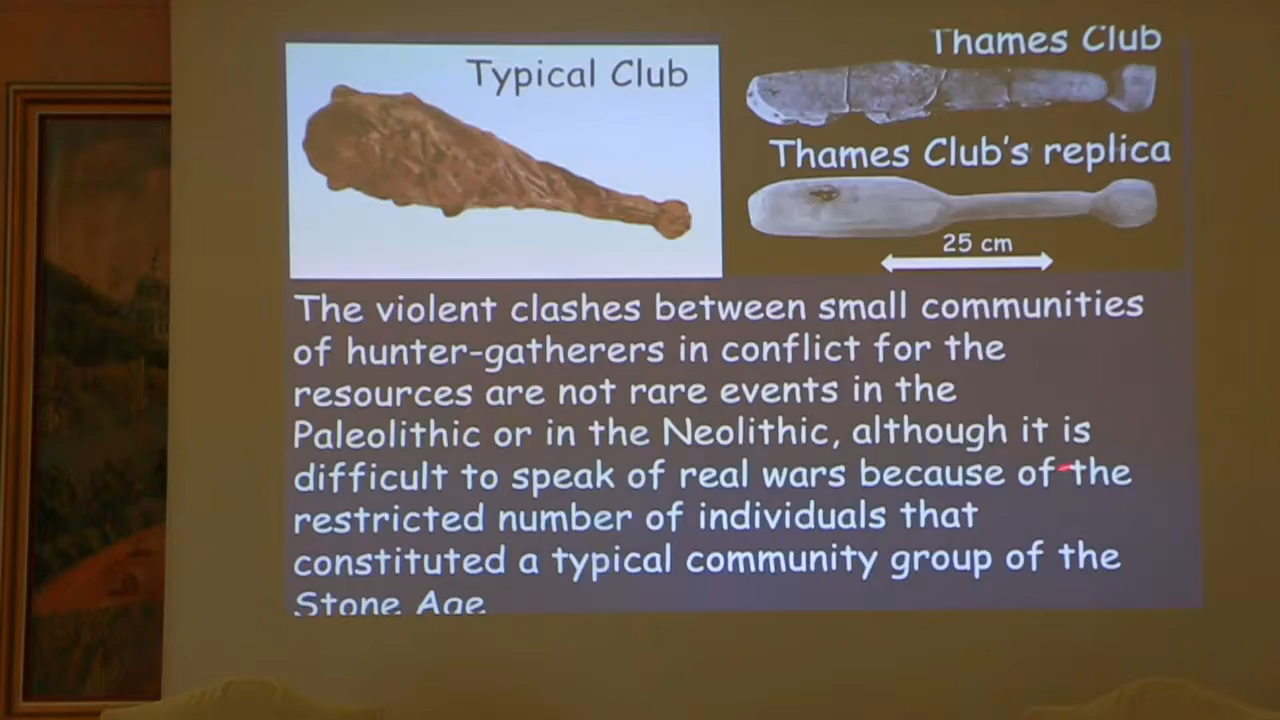 Typical Club
Thames Club
Thames Club's replica
25 cm
The violent clashes between small communities
of hunter-gatherers in conflict for the
resources are not rare events in the
Paleolithic or in the Neolithic, although it is
difficult to speak of real wars because of the
restricted number of individuals that
constituted a typical community group of the
Stone Age